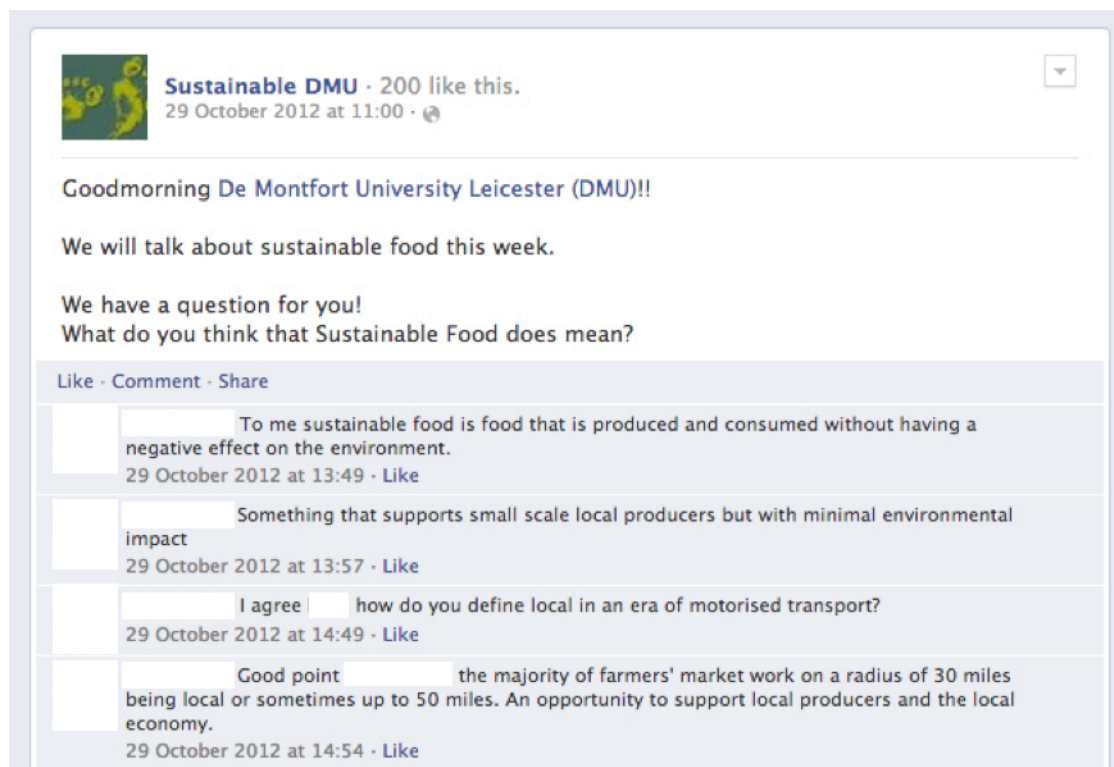 Sustainable DMU · 200 like this.
29 October 2012 at 11:00 ·
Goodmorning De Montfort University Leicester (DMU)!!
We will talk about sustainable food this week.
We have a question for you!
What do you think that Sustainable Food does mean?
Like · Comment · Share
To me sustainable food is food that is produced and consumed without having a
negative effect on the environment.
29 October 2012 at 13:49 · Like
Something that supports small scale local producers but with minimal environmental
impact
29 October 2012 at 13:57 · Like
I agree how do you define local in an era of motorised transport?
29 October 2012 at 14:49 · Like
Good point the majority of farmers' market work on a radius of 30 miles
being local or sometimes up to 50 miles. An opportunity to support local producers and the local
economy.
29 October 2012 at 14:54 · Like